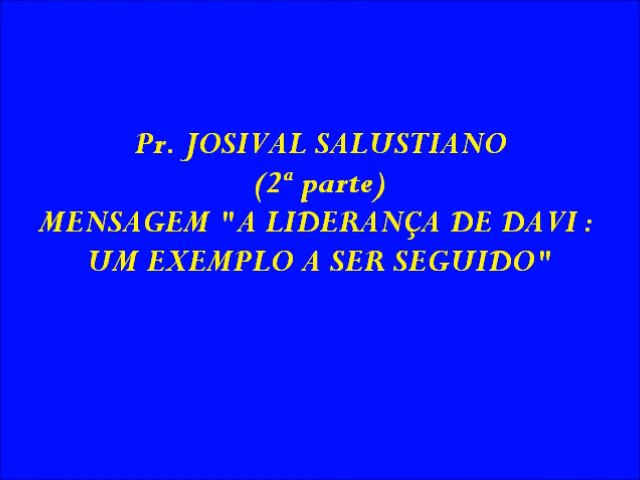 Pr. JOSIVAL SALUSTIANO
(2ª parte)
MENSAGEM "A LIDERANÇA DE DAVI :
UM EXEMPLO A SER SEGUIDO"